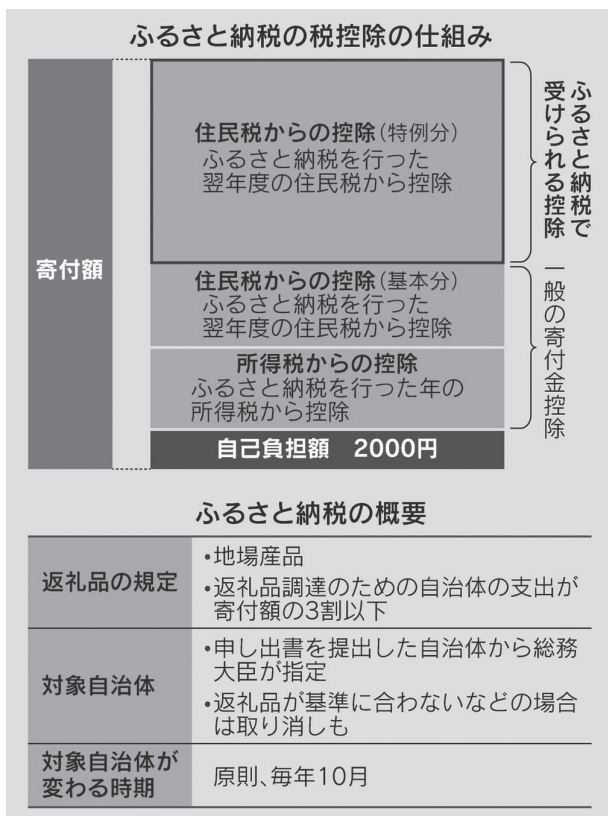 ふるさと納税の税控除の仕組み
寄付額
住民税からの控除(特例分)
ふるさと納税を行った
翌年度の住民税から控除
住民税からの控除(基本分)
ふるさと納税を行った
翌年度の住民税から控除
所得税からの控除
ふるさと納税を行った年の
所得税から控除
自己負担額 2000円
ふるさと納税で
受けられる控除
一般の寄付金控除
ふるさと納税の概要
返礼品の規定
•地場産品
•返礼品調達のための自治体の支出が
寄付額の3割以下
対象自治体
•申し出書を提出した自治体から総務
大臣が指定
•返礼品が基準に合わないなどの場合
は取り消しも
対象自治体が
変わる時期
原則、毎年10月